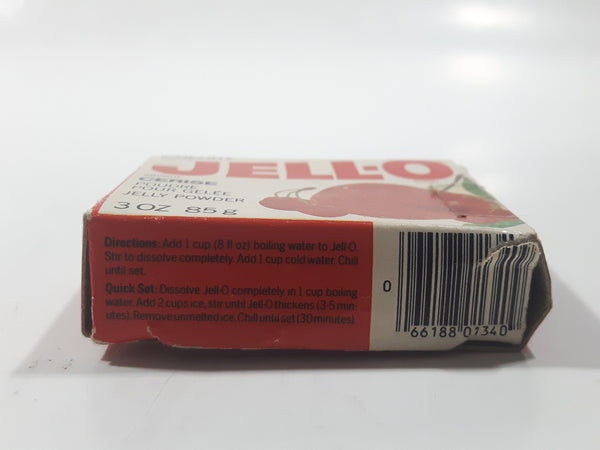 JELL-O
CERISE
POUDRE
POUR GELÉE
JELLY POWDER
3 OZ 85 g
Directions: Add 1 cup (8 fl oz) boiling water to Jell-O.
Stir to dissolve completely. Add 1 cup cold water. Chill
until set.
Quick Set: Dissolve Jell-O completely in 1 cup boiling
water. Add 2 cups ice, stir until Jell-O thickens (3-5 min-
utes). Remove unmelted ice. Chill until set (30 minutes).
0
66188 01340